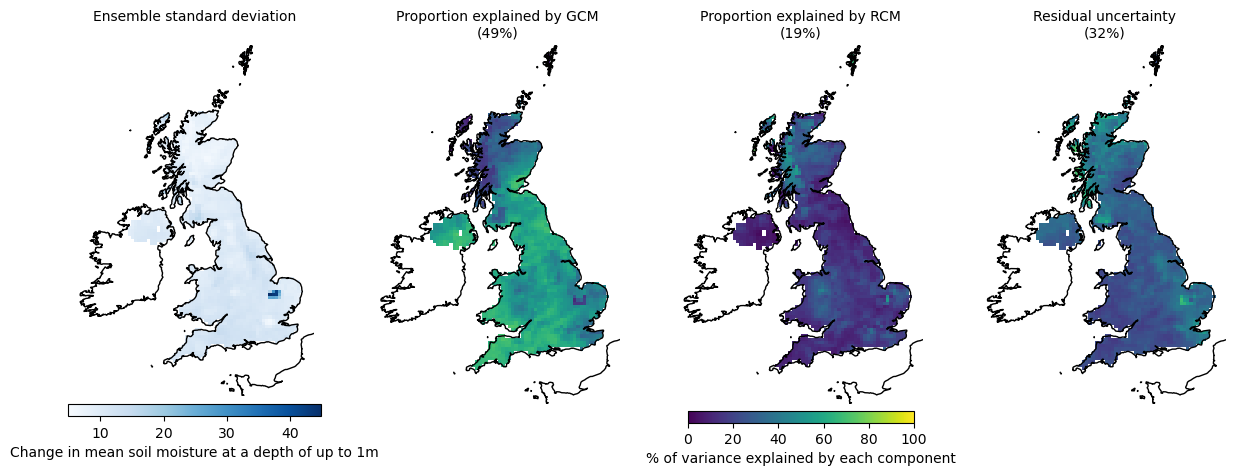 Ensemble standard deviation
Proportion explained by GCM
(49%)
Proportion explained by RCM
(19%)
Residual uncertainty
(32%)
10 20 30 40
Change in mean soil moisture at a depth of up to 1m
0 20 40 60 80 100
% of variance explained by each component